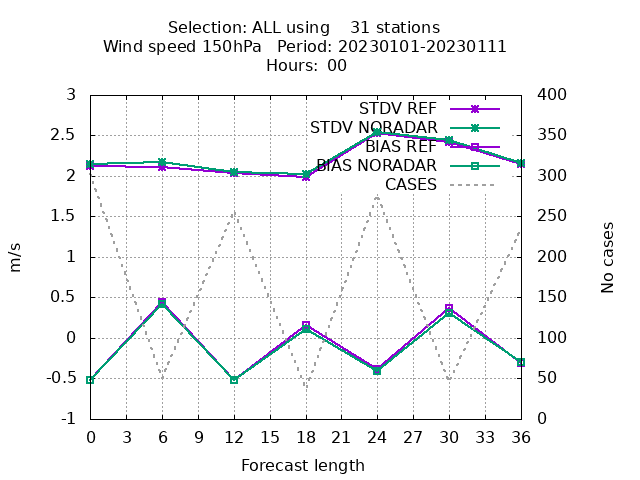 Selection: ALL using    31 stations
Wind speed 150hPa   Period: 20230101-20230111
Hours: 00
STDV REF
STDV NORADAR
BIAS REF
BIAS NORADAR
CASES
3
2.5
2
1.5
1
0.5
0
-0.5
-1
400
350
300
250
200
150
100
50
0
m/s
No cases
0 3 6 9 12 15 18 21 24 27 30 33 36
Forecast length